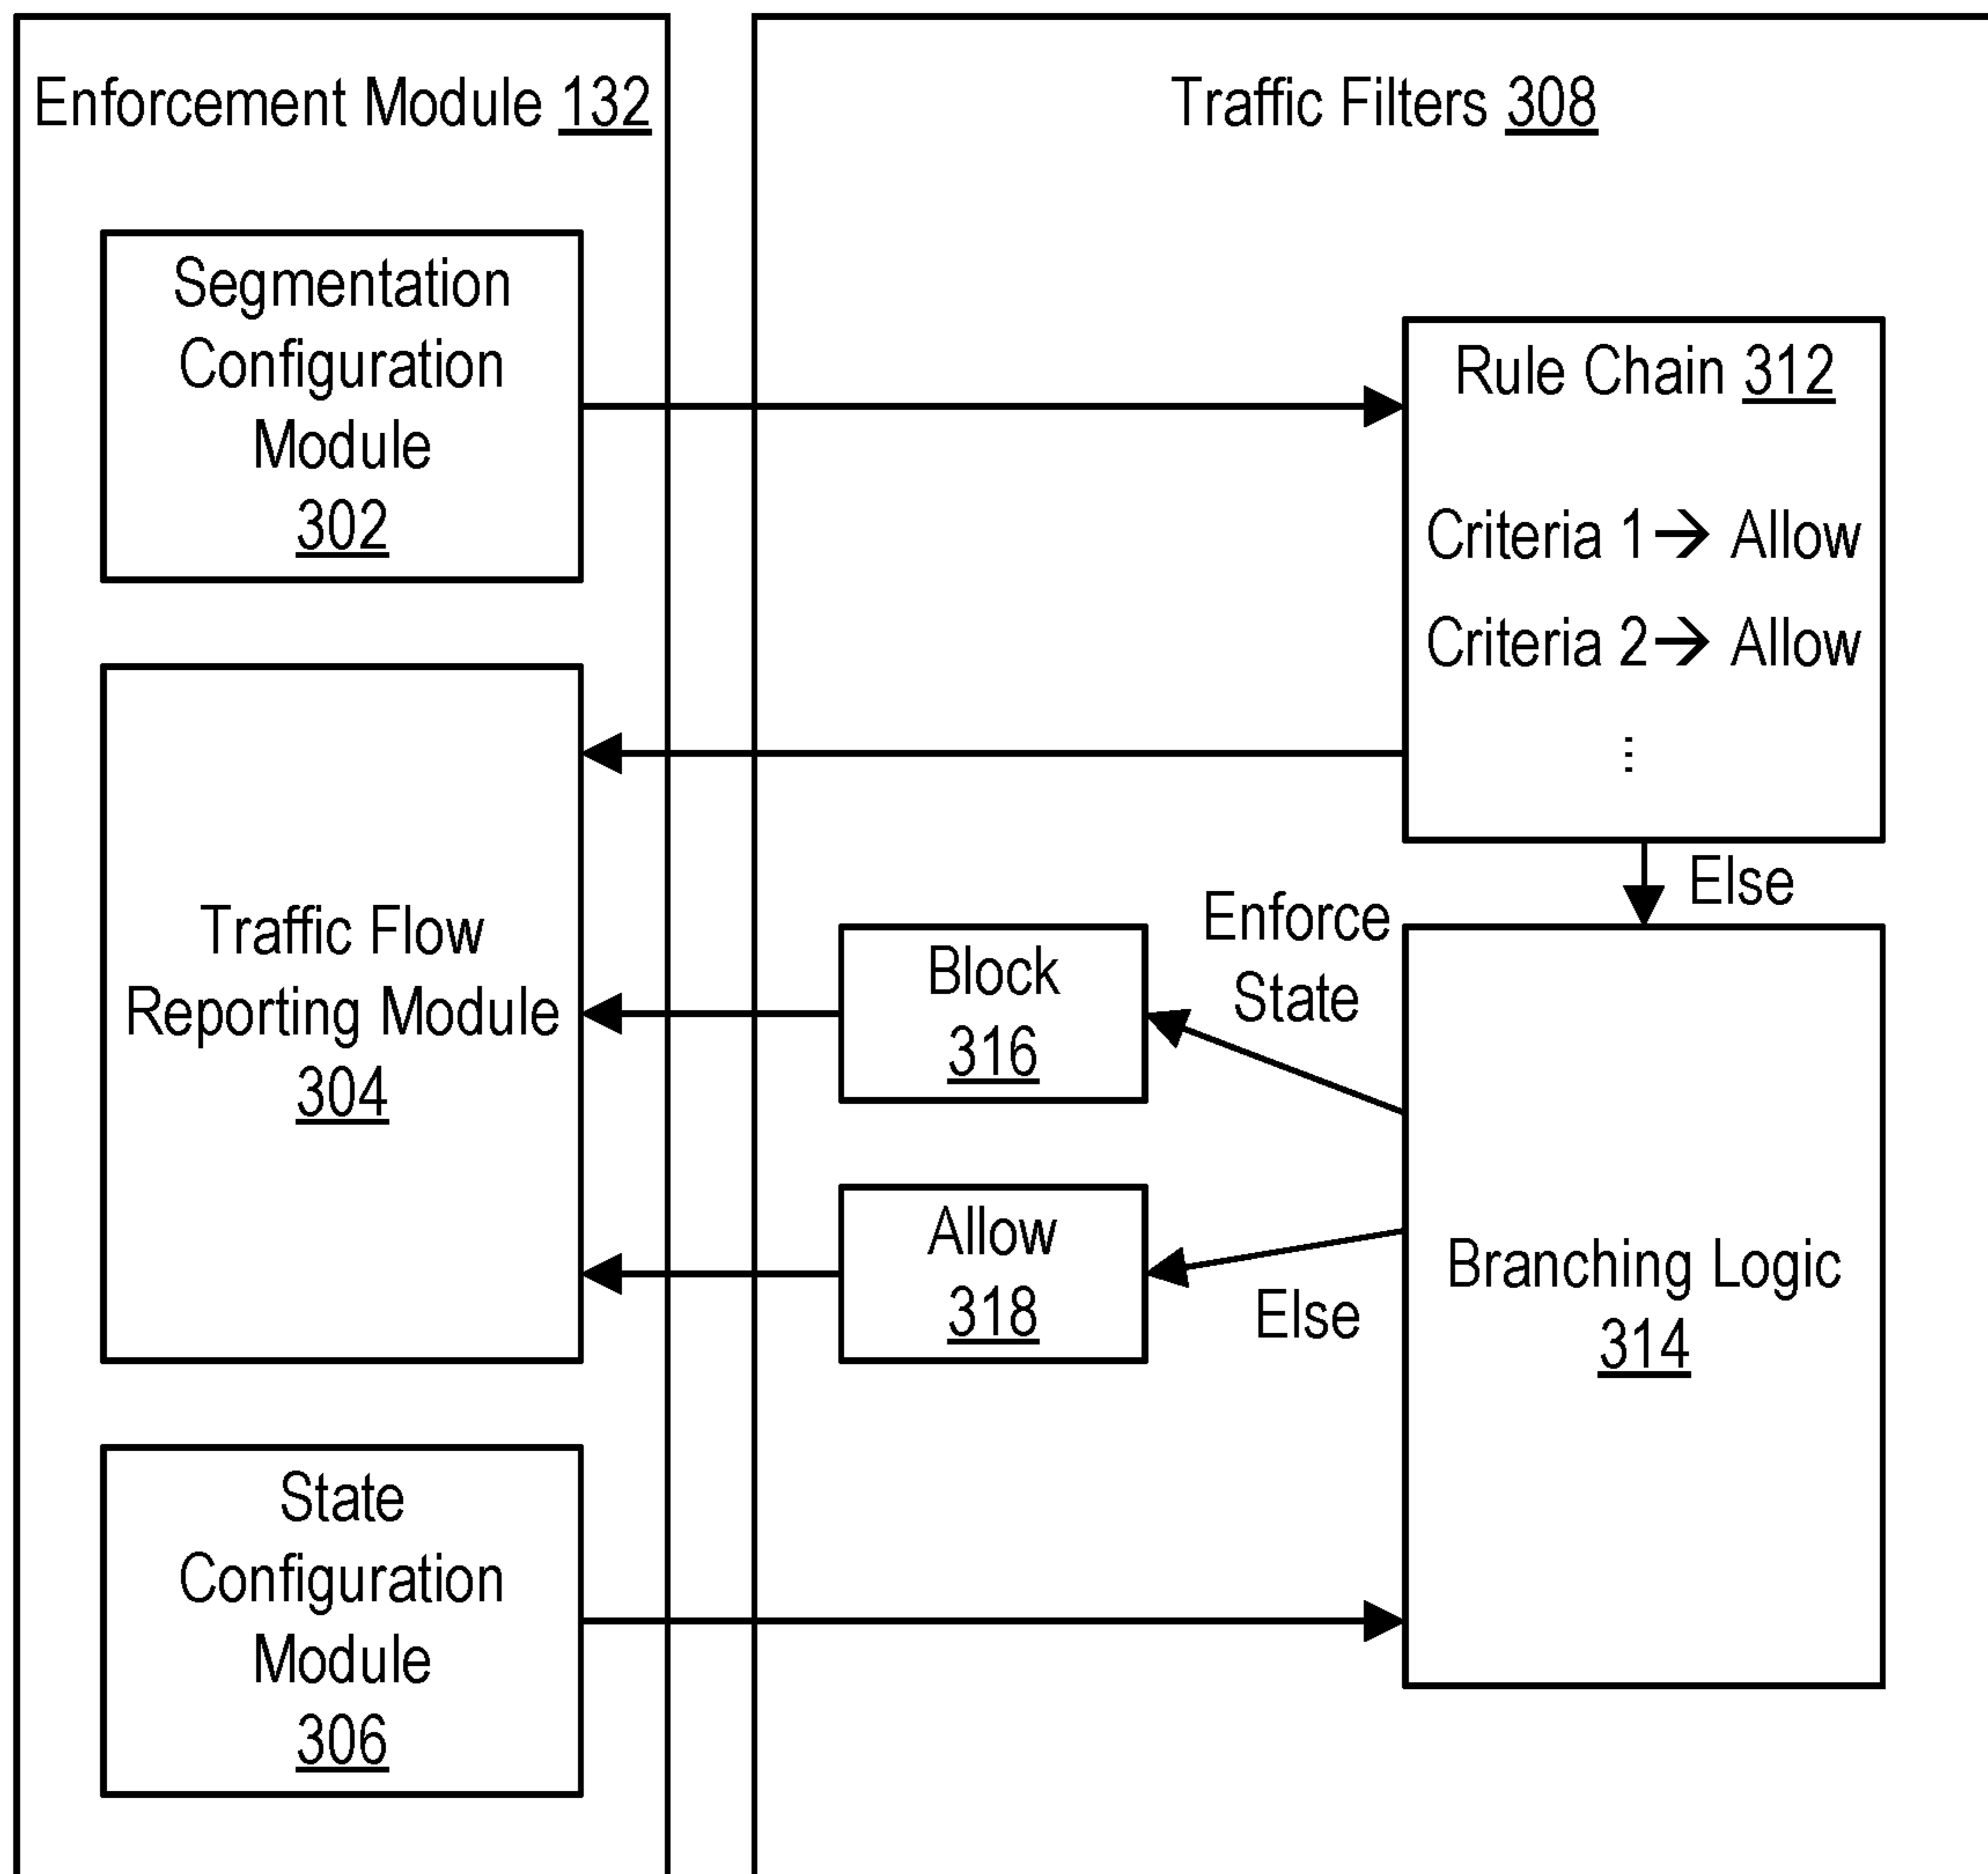 Enforcement Module 132
Segmentation
Configuration
Module
302
Traffic Flow
Reporting Module
304
State
Configuration
Module
306
Traffic Filters 308
Rule Chain 312
Criteria 1→ Allow
Criteria 2→ Allow
⋮
Else
Enforce
State
Block
316
Allow
318
Else
Branching Logic
314